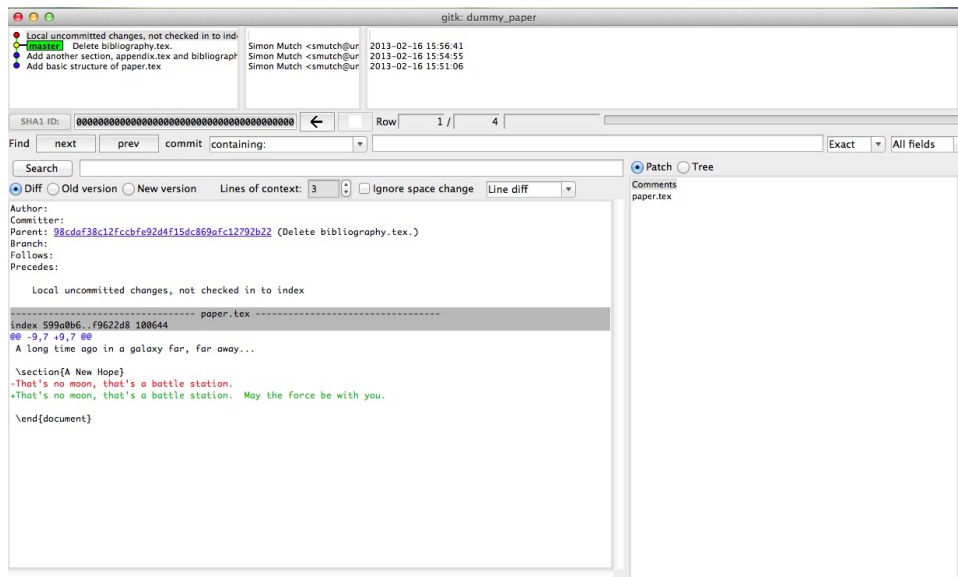 gitk: dummy_paper
Local uncommitted changes, not checked in to inde
master Delete bibliography.tex. Simon Mutch <smutch@un 2013-02-16 15:56:41
Add another section, appendix.tex and bibliograph Simon Mutch <smutch@un 2013-02-16 15:54:55
Add basic structure of paper.tex Simon Mutch <smutch@un 2013-02-16 15:51:06
SHA1 ID: 0000000000000000000000000000000000000000 ← Row 1 / 4
Find next prev commit containing: Exact All fields
Search Patch Tree
Diff Old version New version Lines of context: 3 Ignore space change Line diff
Comments
paper.tex
Author:
Committer:
Parent: 98cdaf38c12fccbfe92d4f15dc869afc12792b22 (Delete bibliography.tex.)
Branch:
Follows:
Precedes:
Local uncommitted changes, not checked in to index
---------------------------------- paper.tex ----------------------------------
index 599a0b6..f9622d8 100644
@@ -9,7 +9,7 @@
A long time ago in a galaxy far, far away...
\section{A New Hope}
-That's no moon, that's a battle station.
+That's no moon, that's a battle station.  May the force be with you.
\end{document}